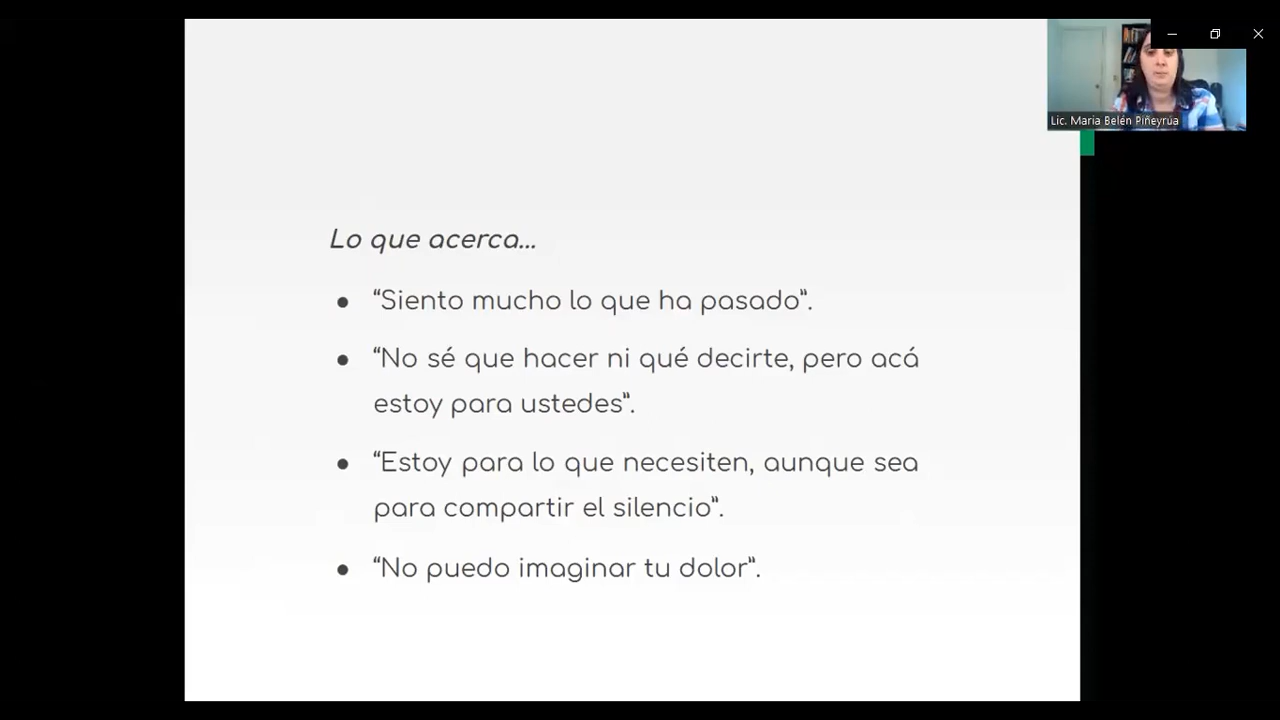 Lic. María Belén Piñeyrúa
Lo que acerca...
● “Siento mucho lo que ha pasado”.
● “No sé que hacer ni qué decirte, pero acá
estoy para ustedes”.
● “Estoy para lo que necesiten, aunque sea
para compartir el silencio”.
● “No puedo imaginar tu dolor”.